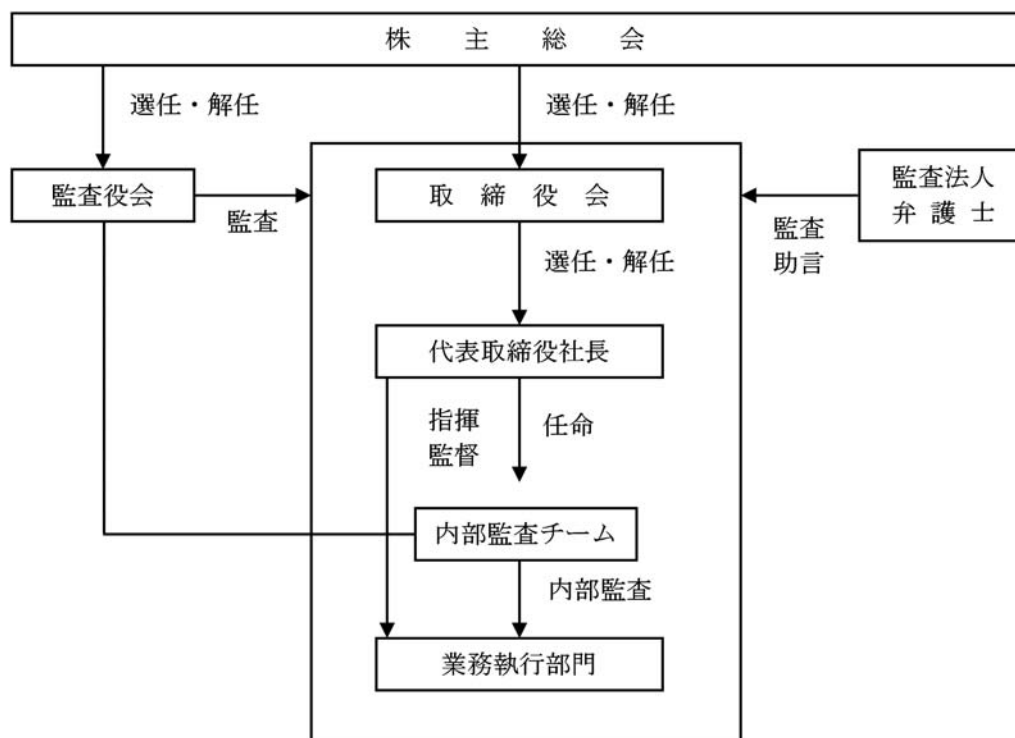 株主総会
選任・解任
選任・解任
監査役会
監査
取締役会
監査法人
弁護士
監査
助言
選任・解任
代表取締役社長
指揮
監督
任命
内部監査チーム
内部監査
業務執行部門